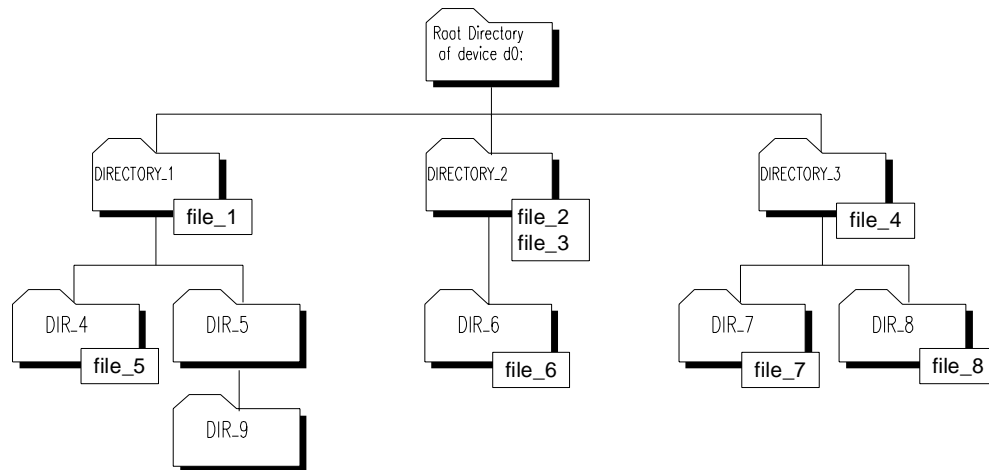 Root Directory
of device d0:
DIRECTORY_1
DIRECTORY_2
DIRECTORY_3
file_1
file_2
file_3
file_4
DIR_4
DIR_5
DIR_6
DIR_7
DIR_8
file_5
file_6
file_7
file_8
DIR_9